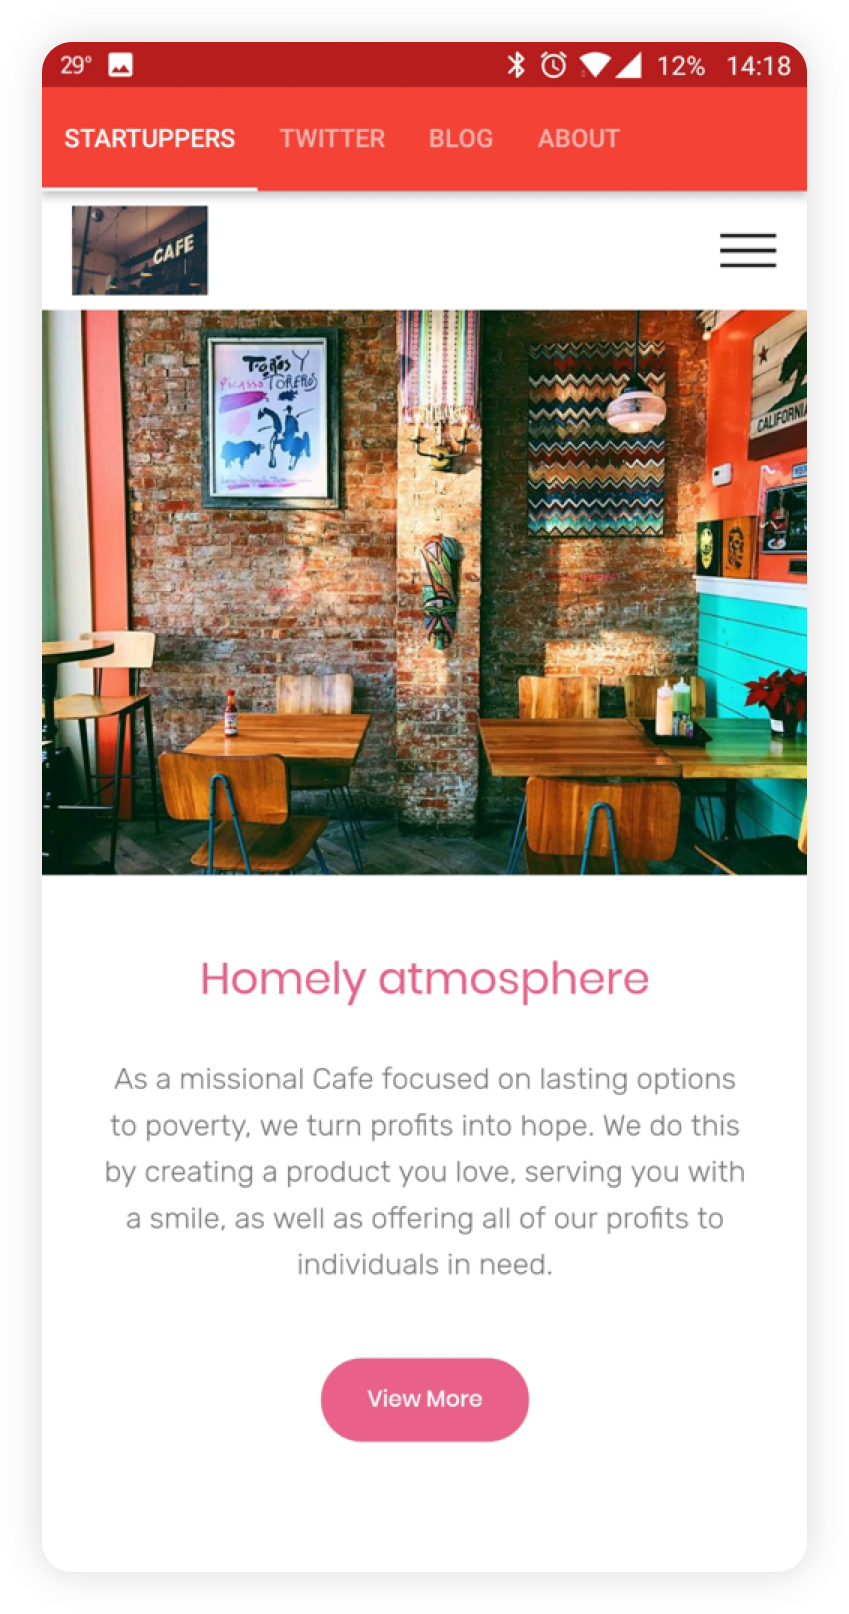 29° 12% 14:18
STARTUPPERS TWITTER BLOG ABOUT
CAFE
Toros Y
Picasso TOREROS
CALIFORNIA
Homely atmosphere
As a missional Cafe focused on lasting options
to poverty, we turn profits into hope. We do this
by creating a product you love, serving you with
a smile, as well as offering all of our profits to
individuals in need.
View More